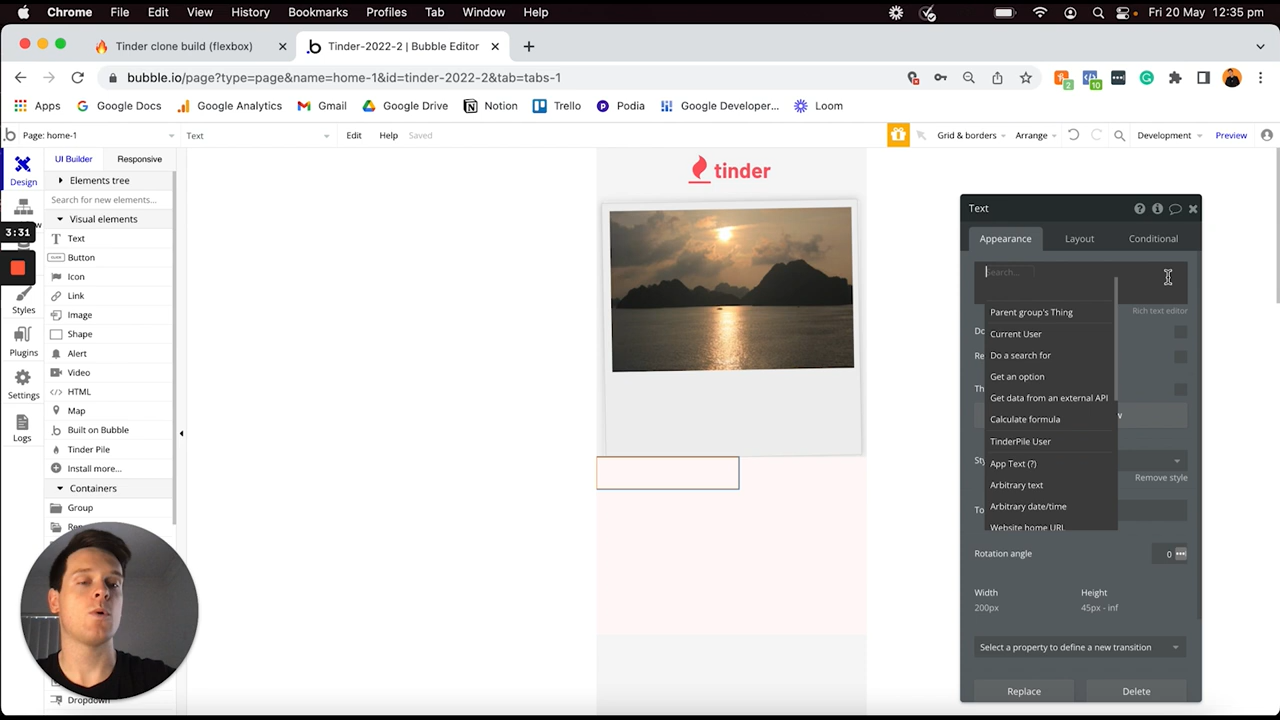 Chrome File Edit View History Bookmarks Profiles Tab Window Help Fri 20 May 12:35 pm
Tinder clone build (flexbox) Tinder-2022-2 | Bubble Editor
bubble.io/page?type=page&name=home-1&id=tinder-2022-2&tab=tabs-1 2 10
Apps Google Docs Google Analytics Gmail Google Drive Notion Trello Podia Google Developer... Loom
Page: home-1 Text Edit Help Saved Grid & borders Arrange Development Preview
UI Builder Responsive
Design
Elements tree
Search for new elements...
Visual elements
3:31
Text
Button
Icon
Link
Styles
Image
Shape
Plugins
Alert
Video
Settings
HTML
Map
Logs
Built on Bubble
Tinder Pile
Install more...
Containers
Group
Dropdown
tinder
Text
Appearance Layout Conditional
Search...
Rich text editor
Parent group's Thing
Current User
Do a search for
Get an option
Get data from an external API
Calculate formula
TinderPile User
App Text (?)
Arbitrary text
Arbitrary date/time
Website home URL
Remove style
Rotation angle 0
Width Height
200px 45px - inf
Select a property to define a new transition
Replace Delete